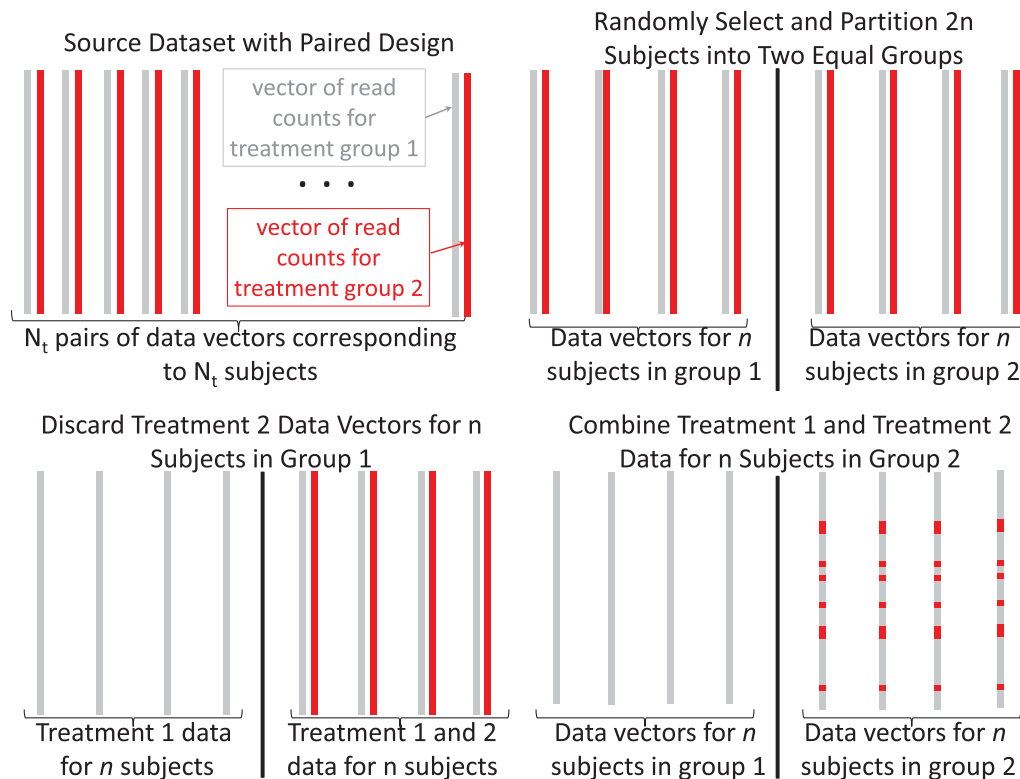 Source Dataset with Paired Design
vector of read
counts for
treatment group 1
. . .
vector of read
counts for
treatment group 2
Nt pairs of data vectors corresponding
to Nt subjects
Randomly Select and Partition 2n
Subjects into Two Equal Groups
Data vectors for n
subjects in group 1
Data vectors for n
subjects in group 2
Discard Treatment 2 Data Vectors for n
Subjects in Group 1
Treatment 1 data
for n subjects
Treatment 1 and 2
data for n subjects
Combine Treatment 1 and Treatment 2
Data for n Subjects in Group 2
Data vectors for n
subjects in group 1
Data vectors for n
subjects in group 2